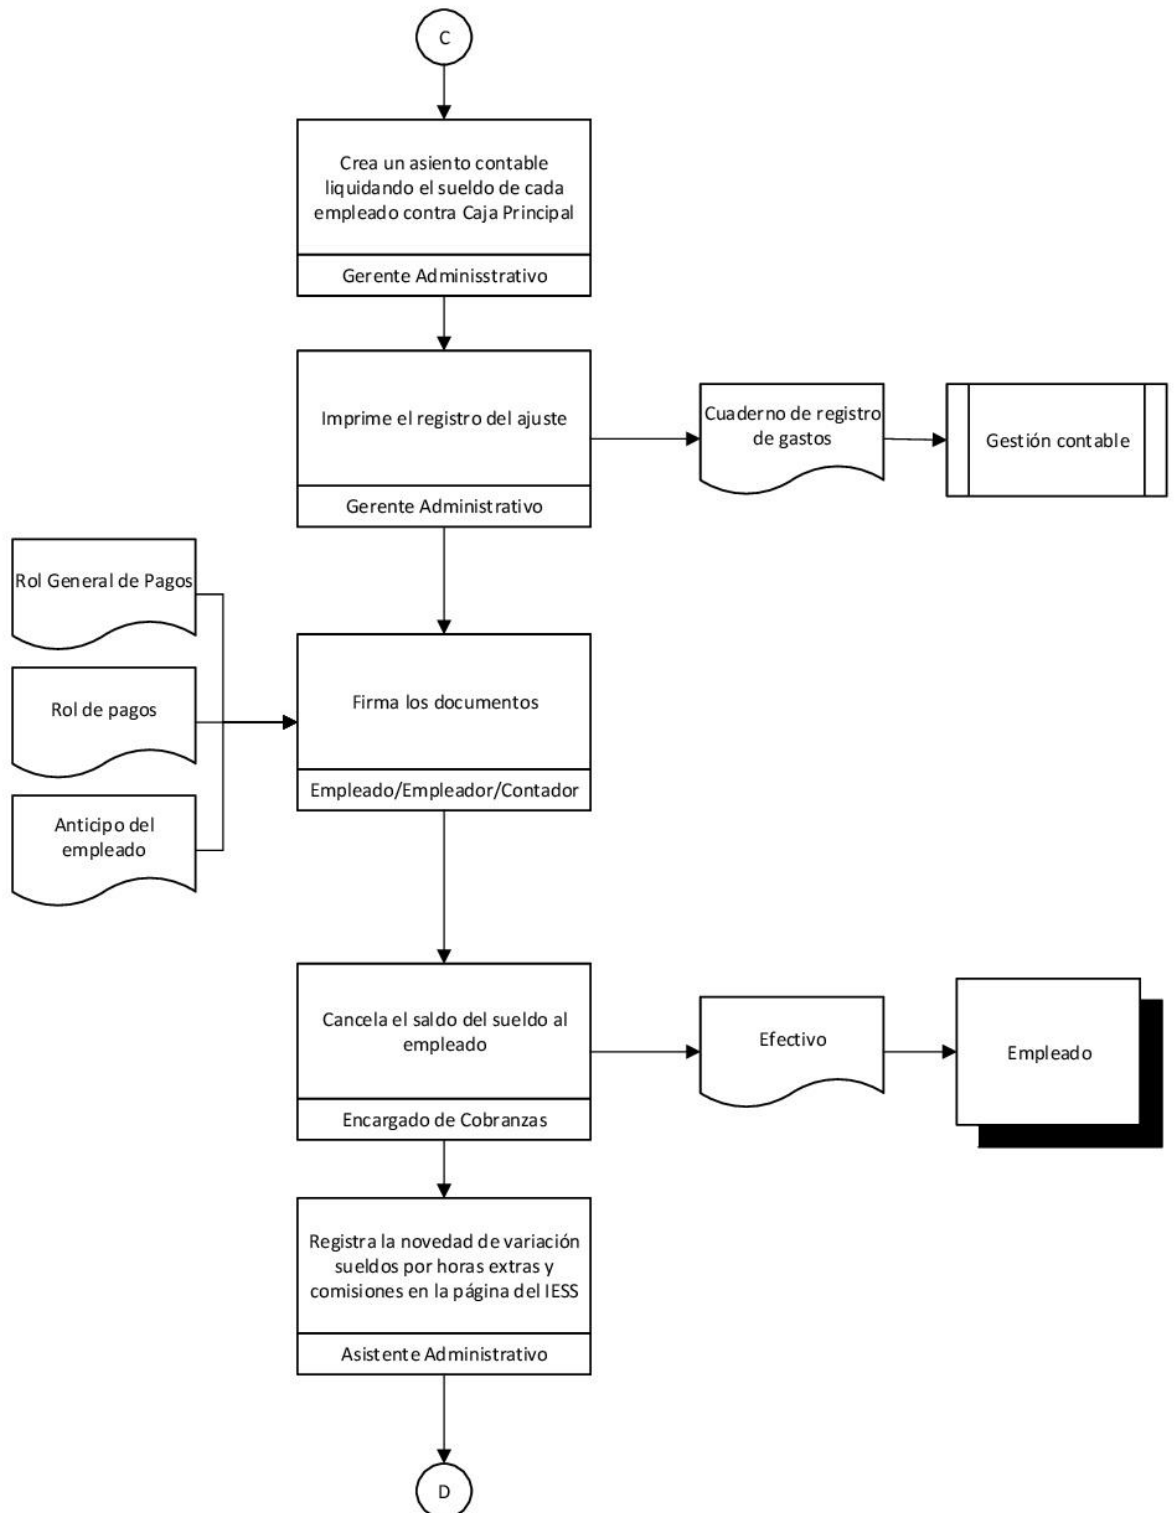 C
Crea un asiento contable
liquidando el sueldo de cada
empleado contra Caja Principal
Gerente Adminisstrativo
Imprime el registro del ajuste
Gerente Administrativo
Cuaderno de registro
de gastos
Gestión contable
Rol General de Pagos
Rol de pagos
Anticipo del
empleado
Firma los documentos
Empleado/Empleador/Contador
Cancela el saldo del sueldo al
empleado
Encargado de Cobranzas
Efectivo
Empleado
Registra la novedad de variación
sueldos por horas extras y
comisiones en la página del IESS
Asistente Administrativo
D